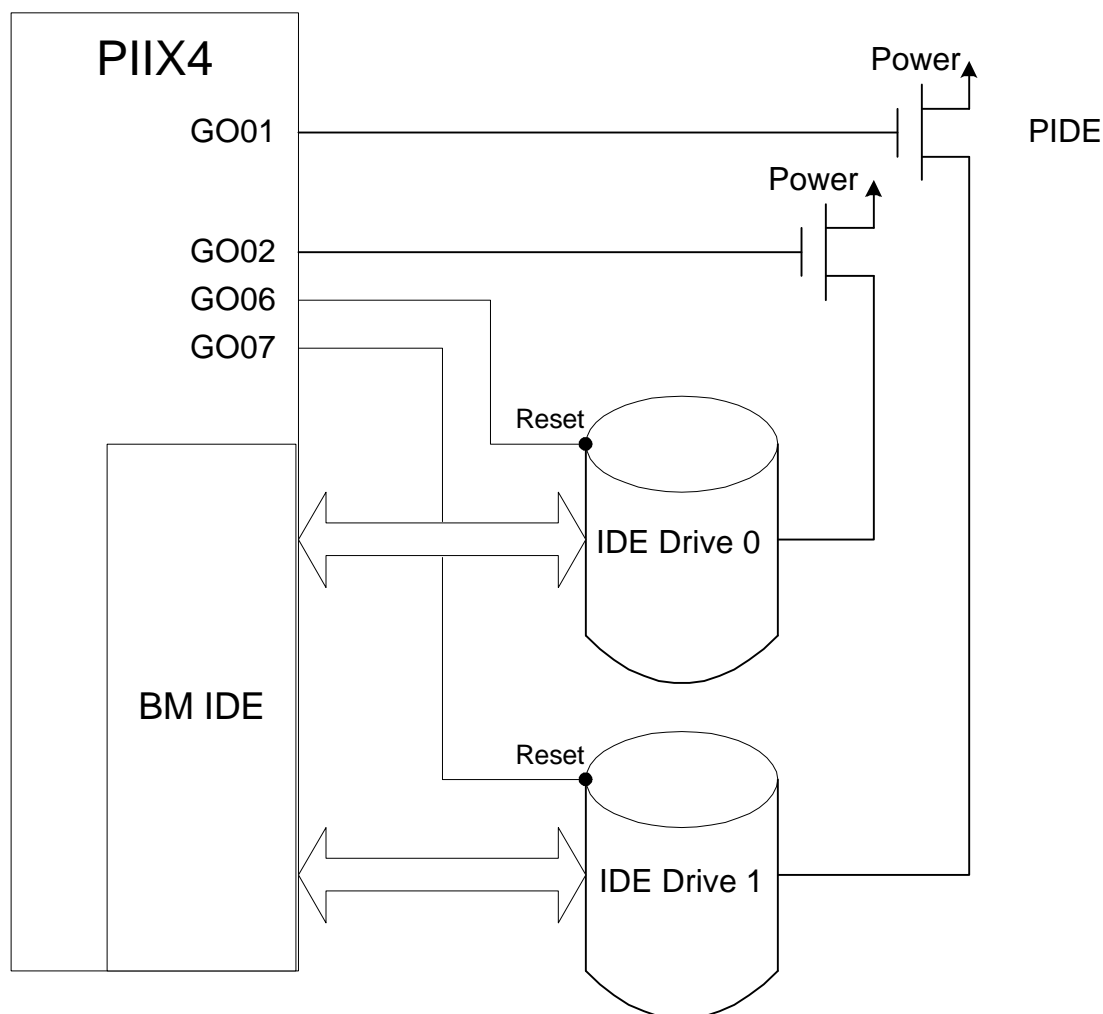 PIIX4
Power
GO01
PIDE
Power
GO02
GO06
GO07
Reset
IDE Drive 0
BM IDE
Reset
IDE Drive 1